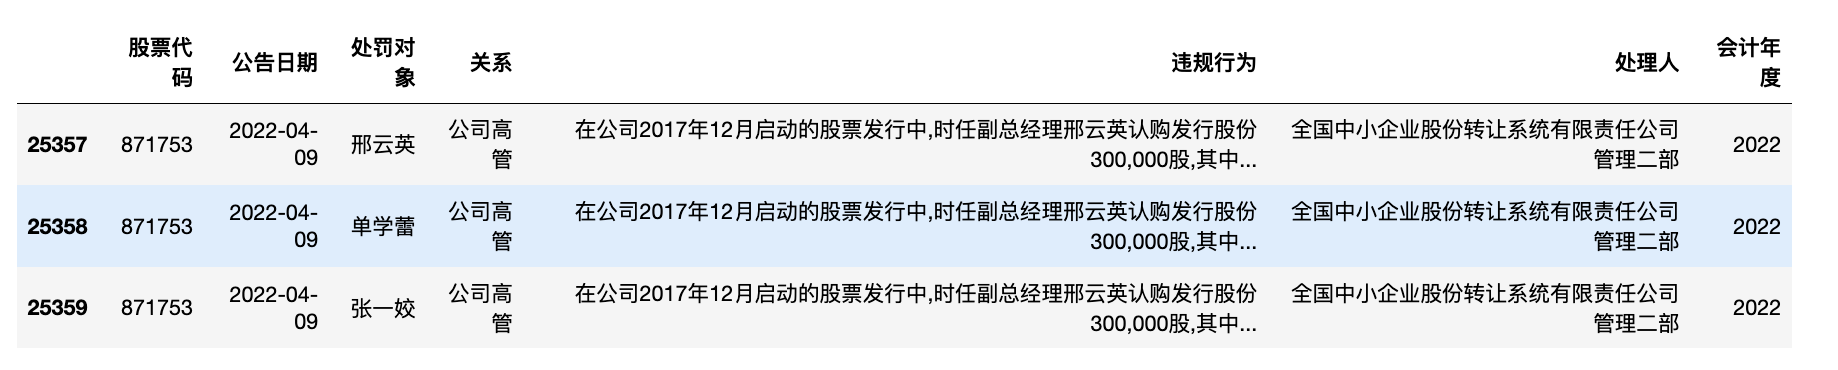 股票代码 公告日期 处罚对象 关系 违规行为 处理人 会计年度
25357 871753 2022-04-09 邢云英 公司高管 在公司2017年12月启动的股票发行中,时任副总经理邢云英认购发行股份300,000股,其中... 全国中小企业股份转让系统有限责任公司管理二部 2022
25358 871753 2022-04-09 单学蕾 公司高管 在公司2017年12月启动的股票发行中,时任副总经理邢云英认购发行股份300,000股,其中... 全国中小企业股份转让系统有限责任公司管理二部 2022
25359 871753 2022-04-09 张一姣 公司高管 在公司2017年12月启动的股票发行中,时任副总经理邢云英认购发行股份300,000股,其中... 全国中小企业股份转让系统有限责任公司管理二部 2022